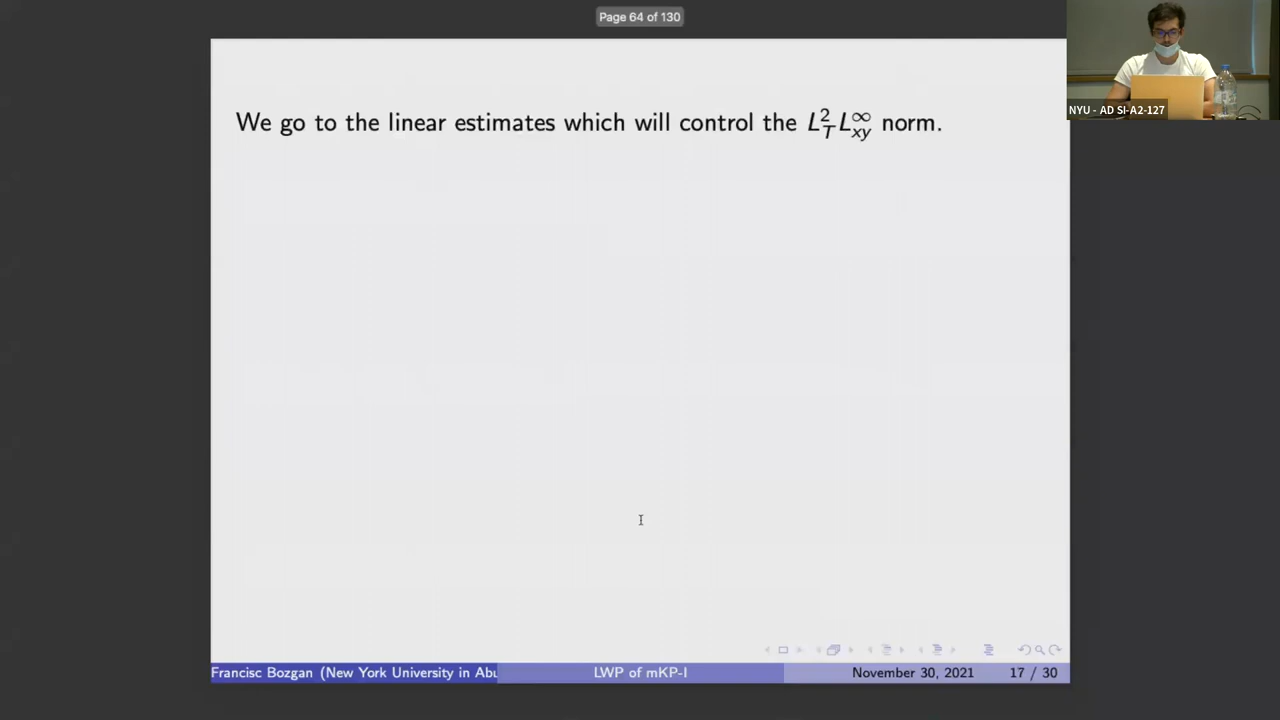 Page 64 of 130
NYU - AD SI-A2-127
We go to the linear estimates which will control the $L^2_T L^\infty_{xy}$ norm.
Francisc Bozgan (New York University in Abu
LWP of mKP-I
November 30, 2021
17 / 30